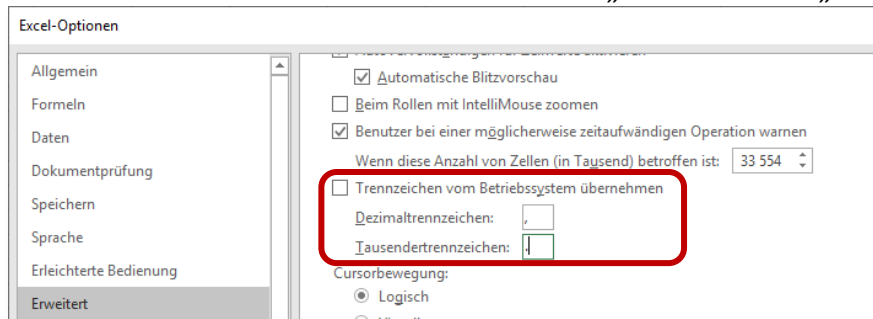 „ „
Excel-Optionen
Allgemein
Formeln
Daten
Dokumentprüfung
Speichern
Sprache
Erleichterte Bedienung
Erweitert
Automatische Blitzvorschau
Beim Rollen mit IntelliMouse zoomen
Benutzer bei einer möglicherweise zeitaufwändigen Operation warnen
Wenn diese Anzahl von Zellen (in Tausend) betroffen ist: 33 554
Trennzeichen vom Betriebssystem übernehmen
Dezimaltrennzeichen: ,
Tausendertrennzeichen: .
Cursorbewegung:
Logisch